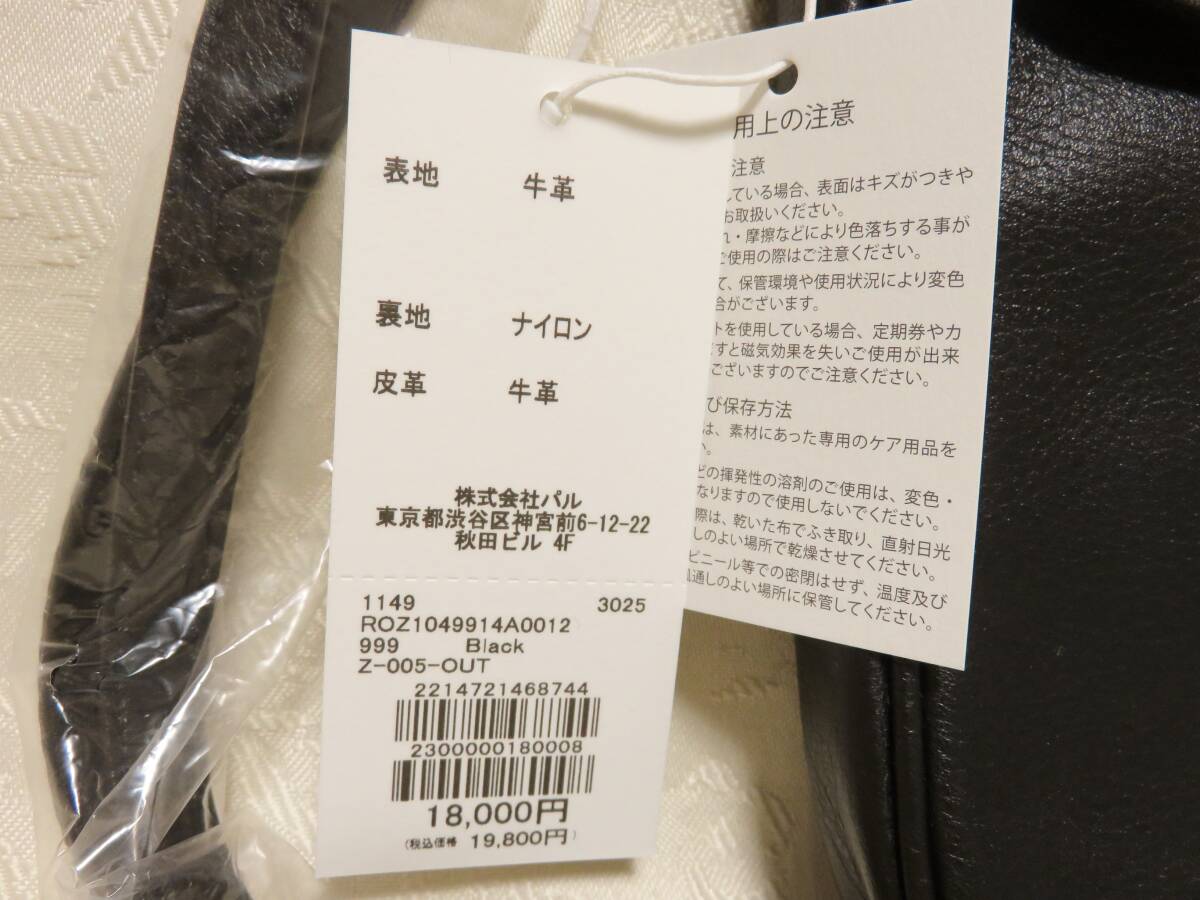 表地 牛革
裏地 ナイロン
皮革 牛革
株式会社パル
東京都渋谷区神宮前6-12-22
秋田ビル 4F
1149 3025
ROZ1049914A0012
999 Black
Z-005-OUT
2214721468744
2300000180008
18,000円
(税込価格 19,800円)
用上の注意
注意
している場合、表面はキズがつきや
お取扱いください。
れ・摩擦などにより色落ちする事が
ご使用の際はご注意ください。
て、保管環境や使用状況により変色
合がございます。
トを使用している場合、定期券やカ
ますと磁気効果を失いご使用が出来
ございますのでご注意ください。
び保存方法
は、素材にあった専用のケア用品を
い。
どの揮発性の溶剤のご使用は、変色・
なりますので使用しないでください。
際は、乾いた布でふき取り、直射日光
しのよい場所で乾燥させてください。
ビニール等での密閉はせず、温度及び
通しのよい場所に保管してください。